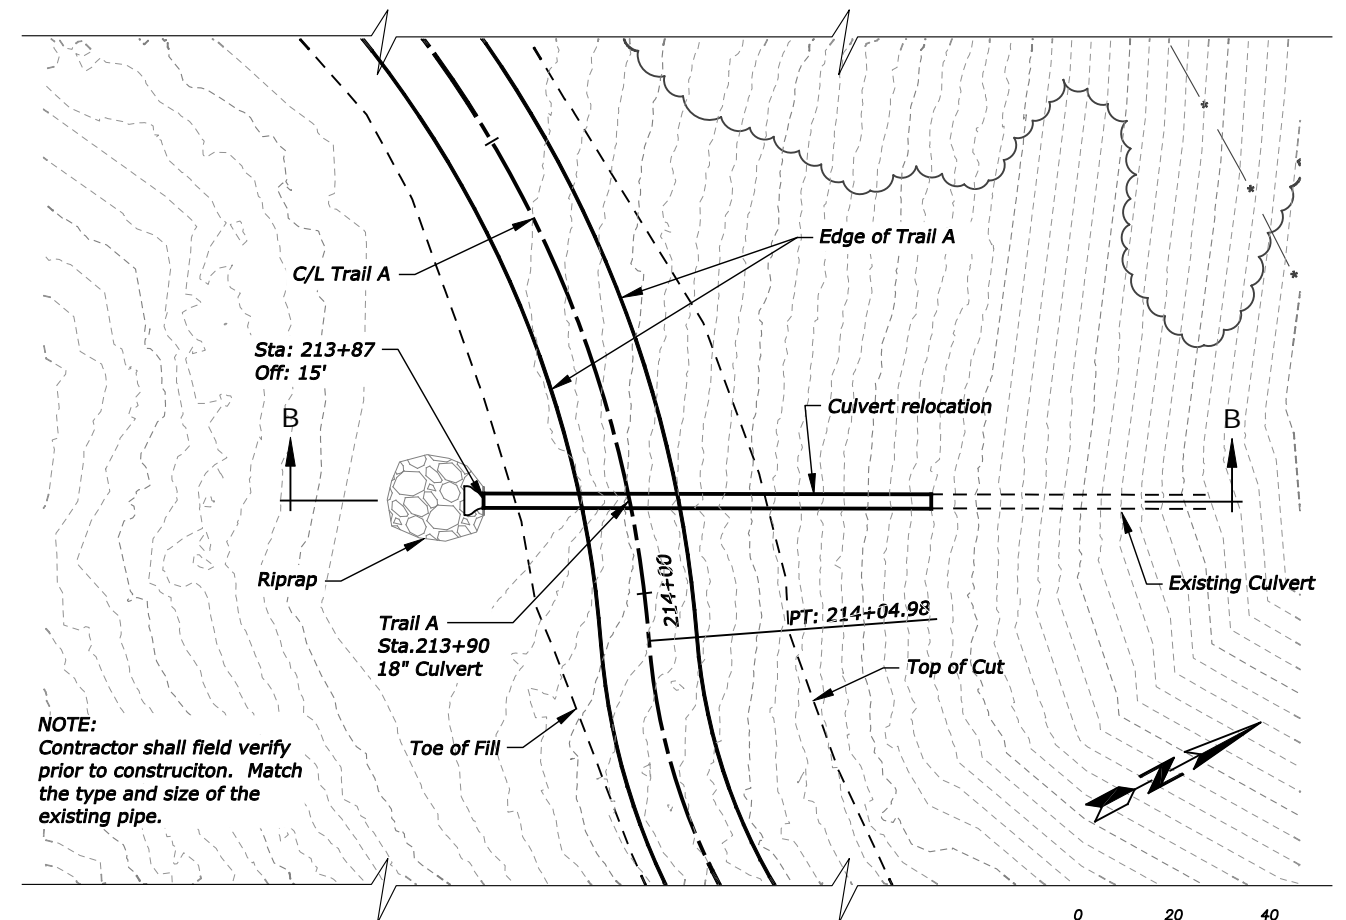 Edge of Trail A
C/L Trail A
Sta: 213+87
Off: 15'
Culvert relocation
B
B
Riprap
Existing Culvert
214+00
PT: 214+04.98
Trail A
Sta.213+90
18" Culvert
Top of Cut
Toe of Fill
NOTE:
Contractor shall field verify
prior to construciton. Match
the type and size of the
existing pipe.
N
0 20 40